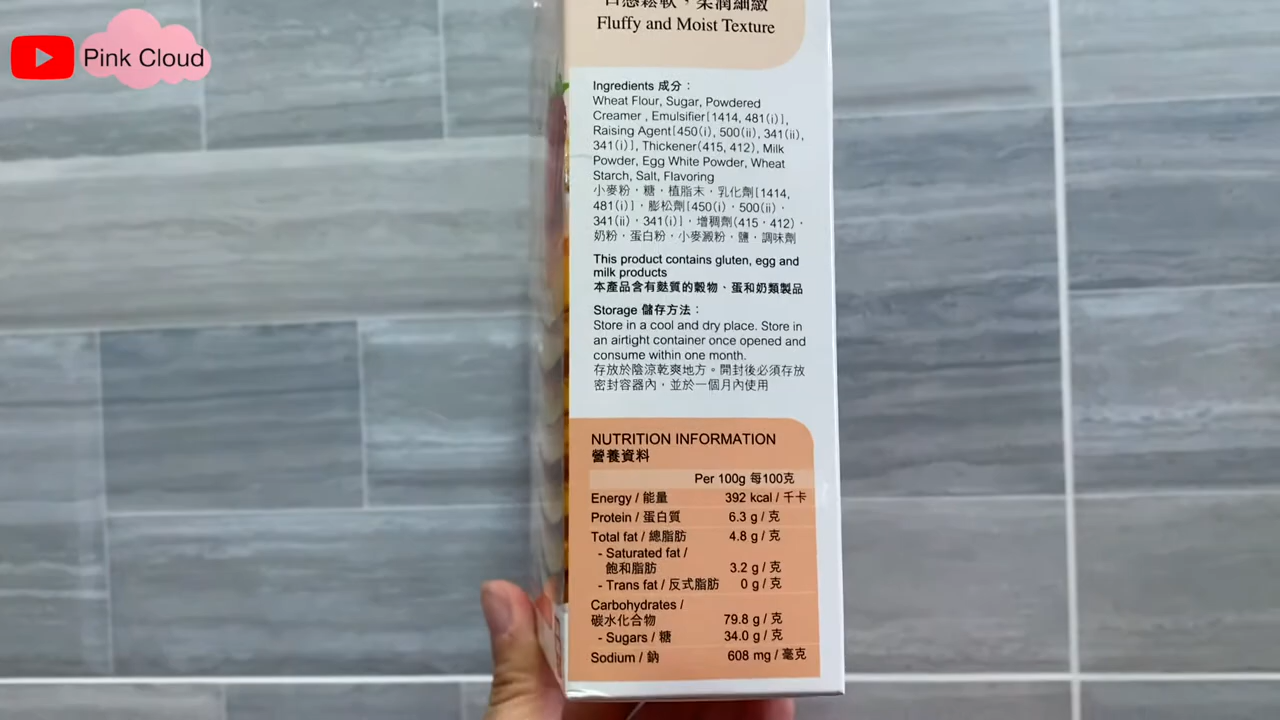 Pink Cloud
口感鬆軟，柔潤細緻
Fluffy and Moist Texture
Ingredients 成分：
Wheat Flour, Sugar, Powdered
Creamer , Emulsifier[1414, 481(i)],
Raising Agent[450(i), 500(ii), 341(ii),
341(i)], Thickener(415, 412), Milk
Powder, Egg White Powder, Wheat
Starch, Salt, Flavoring
小麥粉．糖．植脂末．乳化劑[1414,
481(i)]．膨松劑[450(i)．500(ii)．
341(ii)．341(i)]．增稠劑(415．412)．
奶粉．蛋白粉．小麥澱粉．鹽．調味劑
This product contains gluten, egg and
milk products
本產品含有麩質的穀物、蛋和奶類製品
Storage 儲存方法：
Store in a cool and dry place. Store in
an airtight container once opened and
consume within one month.
存放於陰涼乾爽地方。開封後必須存放
密封容器內，並於一個月內使用
NUTRITION INFORMATION
營養資料
Per 100g 每100克
Energy / 能量 392 kcal / 千卡
Protein / 蛋白質 6.3 g / 克
Total fat / 總脂肪 4.8 g / 克
- Saturated fat /
飽和脂肪 3.2 g / 克
- Trans fat / 反式脂肪 0 g / 克
Carbohydrates /
碳水化合物 79.8 g / 克
- Sugars / 糖 34.0 g / 克
Sodium / 鈉 608 mg / 毫克